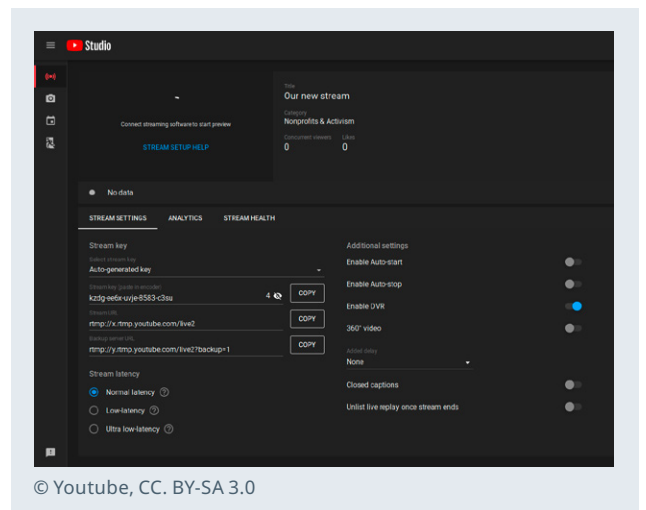 Studio
Title
Our new stream
Category
Nonprofits & Activism
Concurrent viewers Likes
0 0
Connect streaming software to start preview
STREAM SETUP HELP
No data
STREAM SETTINGS ANALYTICS STREAM HEALTH
Stream key
Select stream key
Auto-generated key
Stream key (paste in encoder)
kzdg-ee6x-uvje-8583-c3su 4 COPY
Stream URL
rtmp://x.rtmp.youtube.com/live2 COPY
Backup server URL
rtmp://y.rtmp.youtube.com/live2?backup=1 COPY
Stream latency
Normal latency
Low-latency
Ultra low-latency
Additional settings
Enable Auto-start
Enable Auto-stop
Enable DVR
360° video
Added delay
None
Closed captions
Unlist live replay once stream ends
© Youtube, CC. BY-SA 3.0